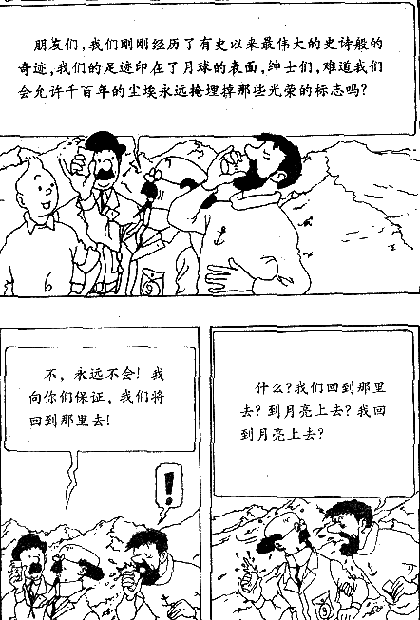 朋友们,我们刚刚经历了有史以来最伟大的史诗般的
奇迹,我们的足迹印在了月球的表面,绅士们,难道我们
会允许千百年的尘埃永远掩埋掉那些光荣的标志吗?
不,永远不会! 我
向你们保证, 我们将
回到那里去!
!
什么?我们回到那里
去? 到月亮上去? 我回
到月亮上去?